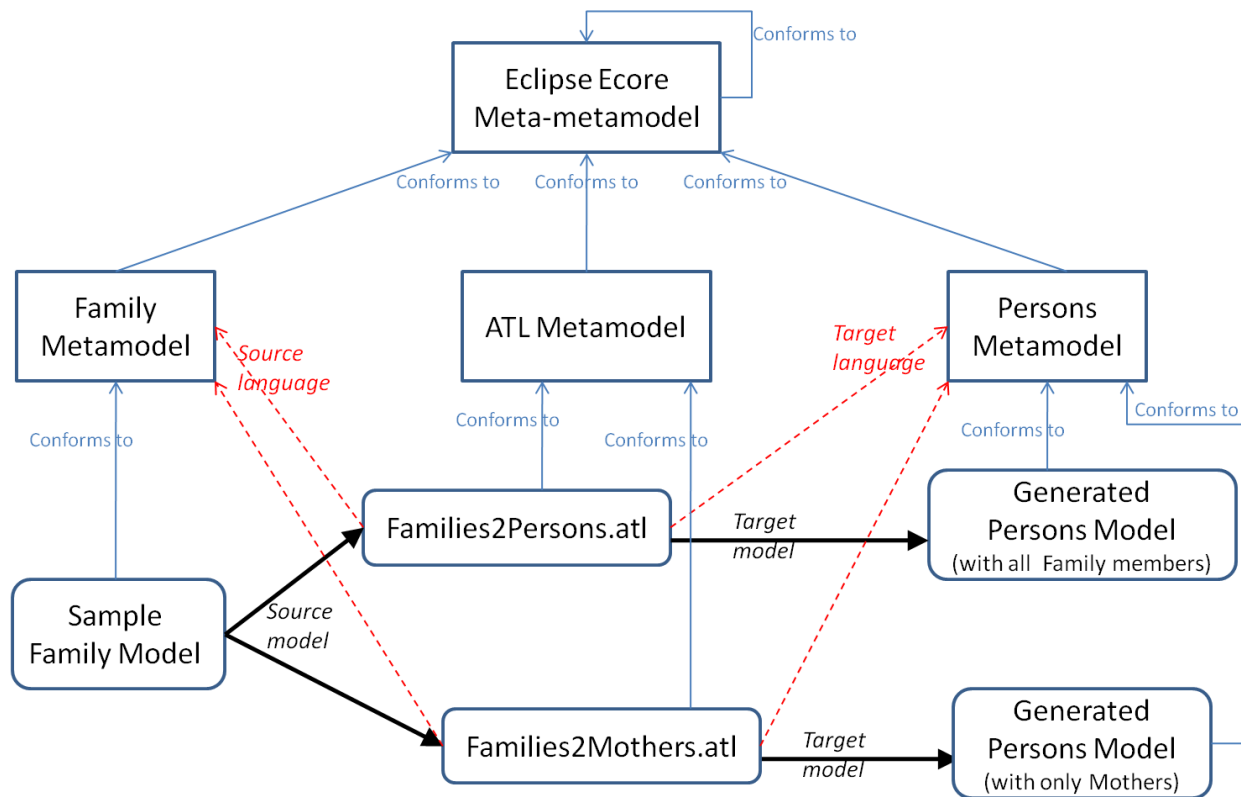 Conforms to
Eclipse Ecore
Meta-metamodel
Conforms to
Conforms to
Conforms to
Family
Metamodel
ATL Metamodel
Persons
Metamodel
Source
language
Target
language
Conforms to
Conforms to
Conforms to
Conforms to
Conforms to
Families2Persons.atl
Target
model
Generated
Persons Model
(with all Family members)
Sample
Family Model
Source
model
Families2Mothers.atl
Target
model
Generated
Persons Model
(with only Mothers)